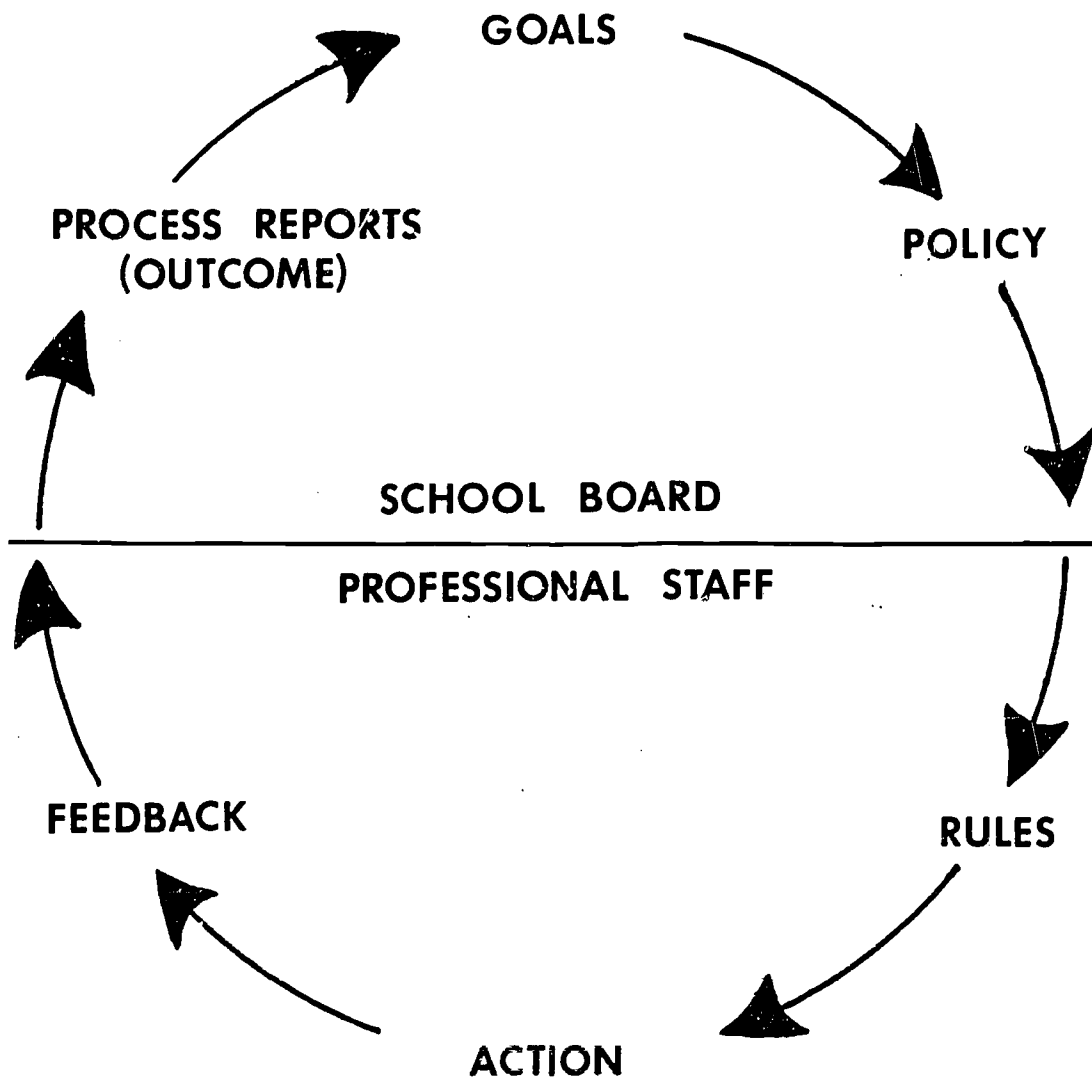 GOALS
PROCESS REPORTS
(OUTCOME)
POLICY
SCHOOL BOARD
PROFESSIONAL STAFF
FEEDBACK
RULES
ACTION